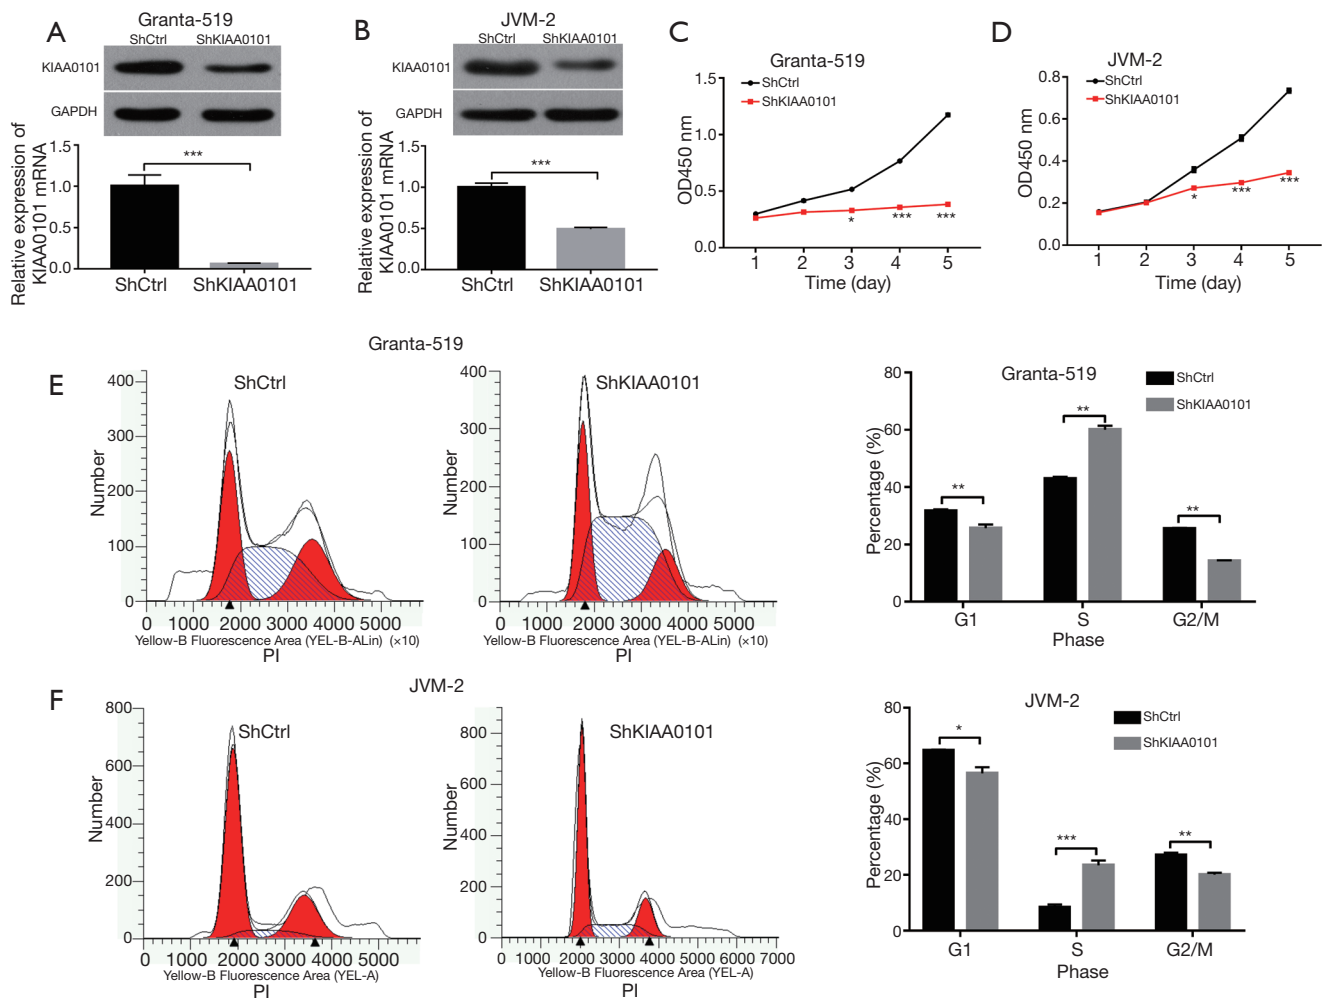 A
Granta-519
ShCtrl ShKIAA0101
KIAA0101
GAPDH
Relative expression of
KIAA0101 mRNA
1.5
1.0
0.5
0.0
***
ShCtrl ShKIAA0101
B
JVM-2
ShCtrl ShKIAA0101
KIAA0101
GAPDH
Relative expression of
KIAA0101 mRNA
1.5
1.0
0.5
0.0
***
ShCtrl ShKIAA0101
C
Granta-519
ShCtrl
ShKIAA0101
OD450 nm
1.5
1.0
0.5
0.0
* *** ***
1 2 3 4 5
Time (day)
D
JVM-2
ShCtrl
ShKIAA0101
OD450 nm
0.8
0.6
0.4
0.2
0.0
* *** ***
1 2 3 4 5
Time (day)
E
Granta-519
ShCtrl
Number
400
300
200
100
0
0 1000 2000 3000 4000 5000
Yellow-B Fluorescence Area (YEL-B-ALin) (×10)
PI
ShKIAA0101
Number
400
300
200
100
0
0 1000 2000 3000 4000 5000
Yellow-B Fluorescence Area (YEL-B-ALin) (×10)
PI
Granta-519
ShCtrl
ShKIAA0101
Percentage (%)
80
60
40
20
0
** ** **
G1 S G2/M
Phase
F
JVM-2
ShCtrl
Number
800
600
400
200
0
0 1000 2000 3000 4000 5000
Yellow-B Fluorescence Area (YEL-A)
PI
ShKIAA0101
Number
800
600
400
200
0
0 1000 2000 3000 4000 5000 6000 7000
Yellow-B Fluorescence Area (YEL-A)
PI
JVM-2
ShCtrl
ShKIAA0101
Percentage (%)
80
60
40
20
0
* *** **
G1 S G2/M
Phase